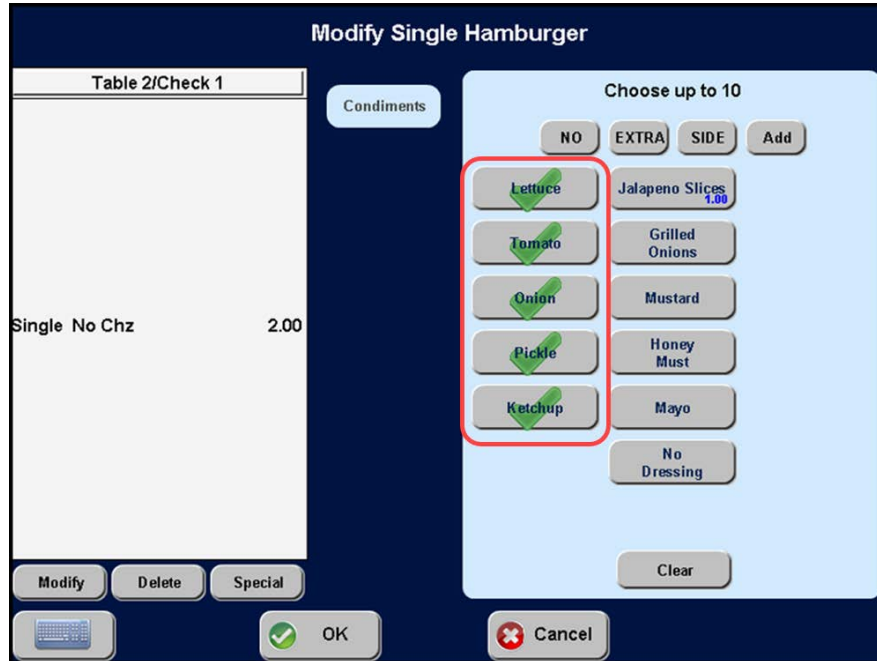 Modify Single Hamburger
Table 2/Check 1
Single No Chz 2.00
Modify Delete Special
Condiments
Choose up to 10
NO EXTRA SIDE Add
Lettuce Jalapeno Slices
1.00
Tomato Grilled
Onions
Onion Mustard
Pickle Honey
Must
Ketchup Mayo
No
Dressing
Clear
OK Cancel